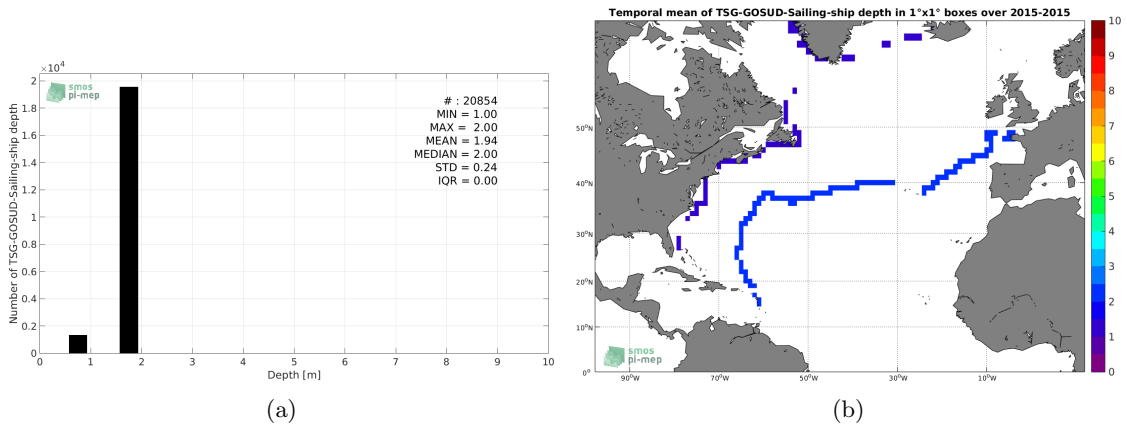 ×10⁴
smos
pi-mep
# : 20854
MIN = 1.00
MAX = 2.00
MEAN = 1.94
MEDIAN = 2.00
STD = 0.24
IQR = 0.00
Number of TSG-GOSUD-Sailing-ship depth
2
1.8
1.6
1.4
1.2
1
0.8
0.6
0.4
0.2
0
0 1 2 3 4 5 6 7 8 9 10
Depth [m]
(a)
Temporal mean of TSG-GOSUD-Sailing-ship depth in 1°x1° boxes over 2015-2015
50°N
40°N
30°N
20°N
10°N
0°
90°W 70°W 50°W 30°W 10°W
smos
pi-mep
10
9
8
7
6
5
4
3
2
1
0
(b)